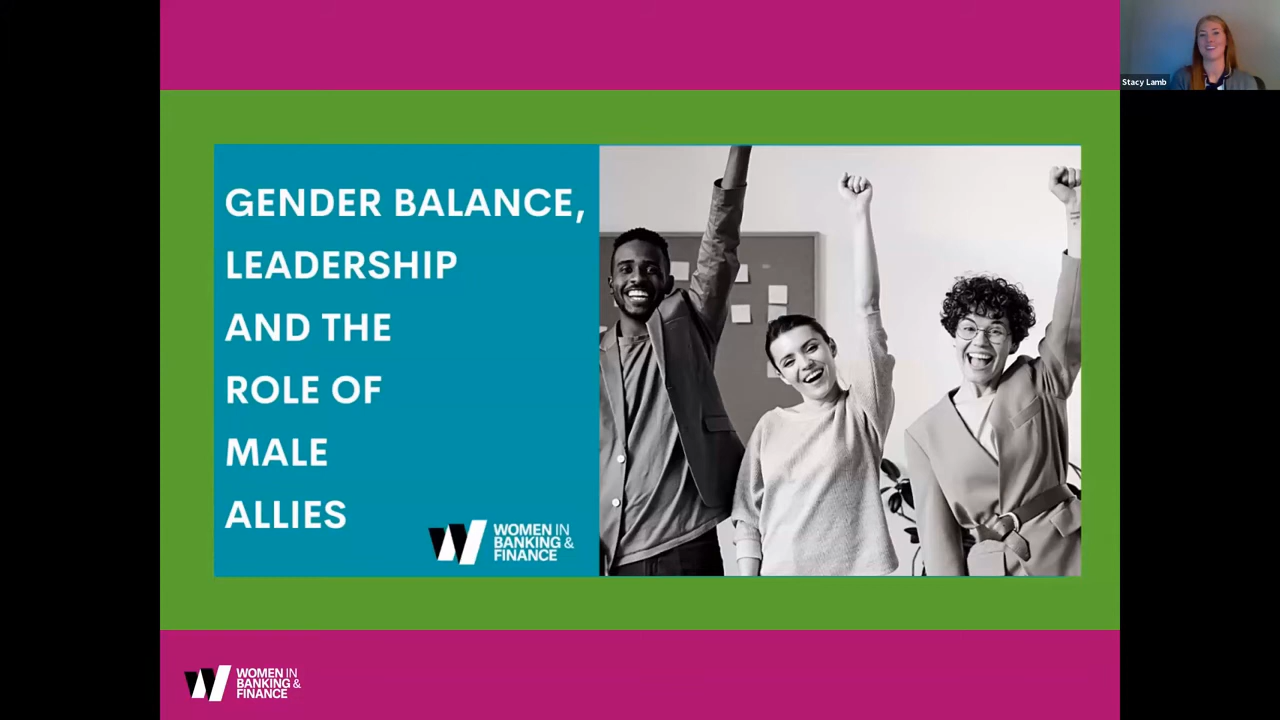 Stacy Lamb
GENDER BALANCE,
LEADERSHIP
AND THE
ROLE OF
MALE
ALLIES
WOMEN IN
BANKING &
FINANCE
WOMEN IN
BANKING &
FINANCE